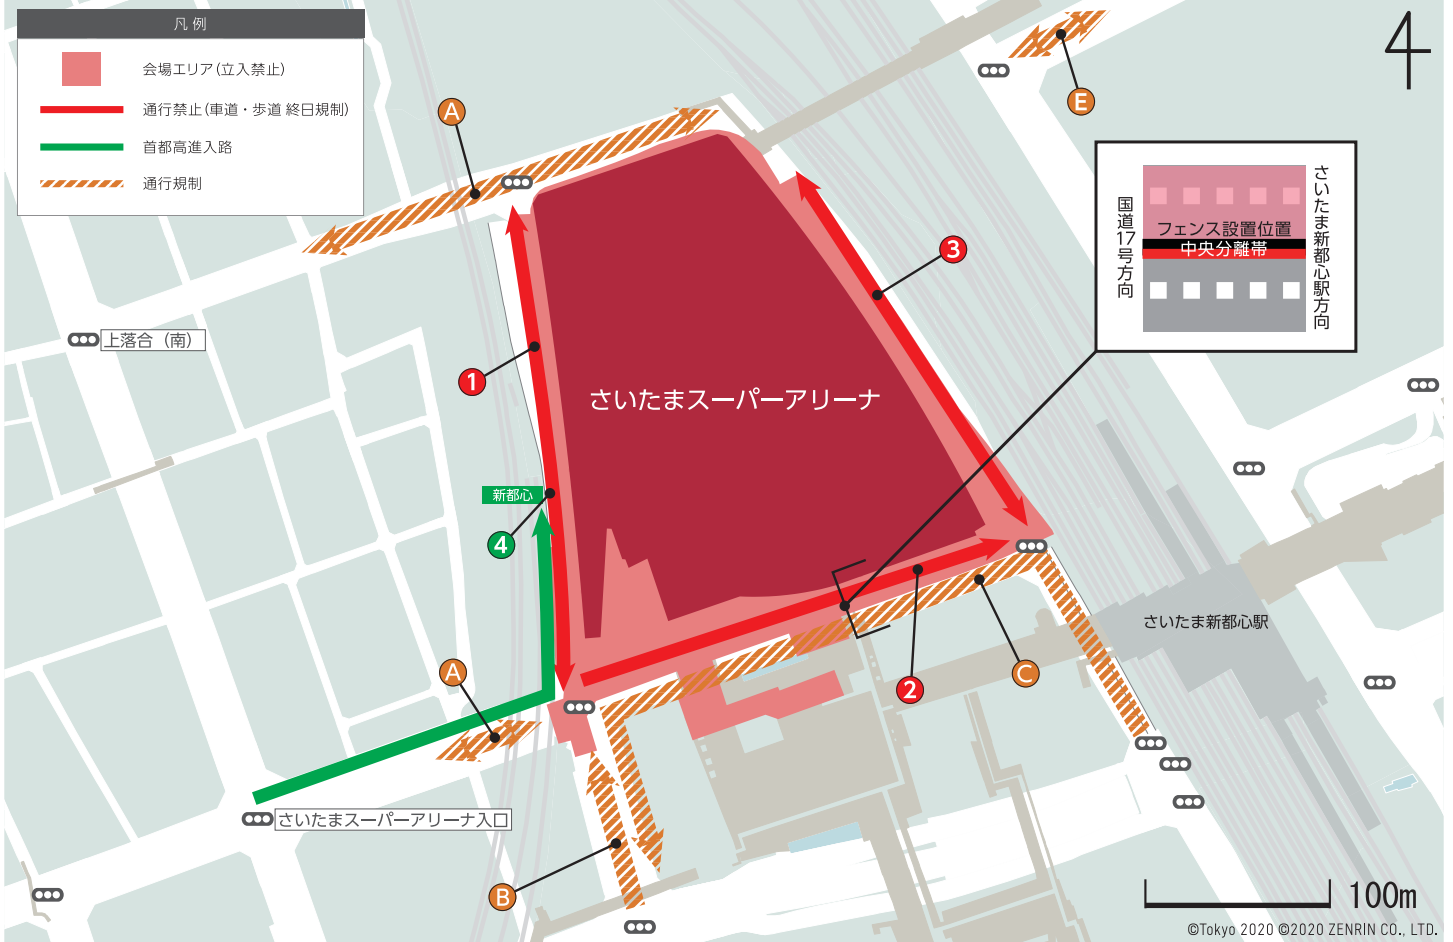 凡 例
会場エリア(立入禁止)
通行禁止(車道・歩道 終日規制)
首都高進入路
通行規制
A
E
国道17号方向
フェンス設置位置
中央分離帯
さいたま新都心駅方向
3
上落合（南）
1
さいたまスーパーアリーナ
新都心
4
さいたま新都心駅
A
C
2
さいたまスーパーアリーナ入口
B
100m
©Tokyo 2020 ©2020 ZENRIN CO., LTD.